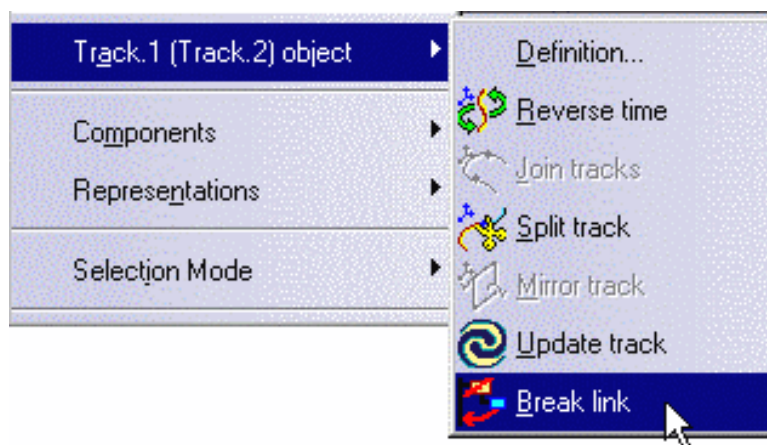 Track.1 (Track.2) object
Components
Representations
Selection Mode
Definition...
Reverse time
Join tracks
Split track
Mirror track
Update track
Break link